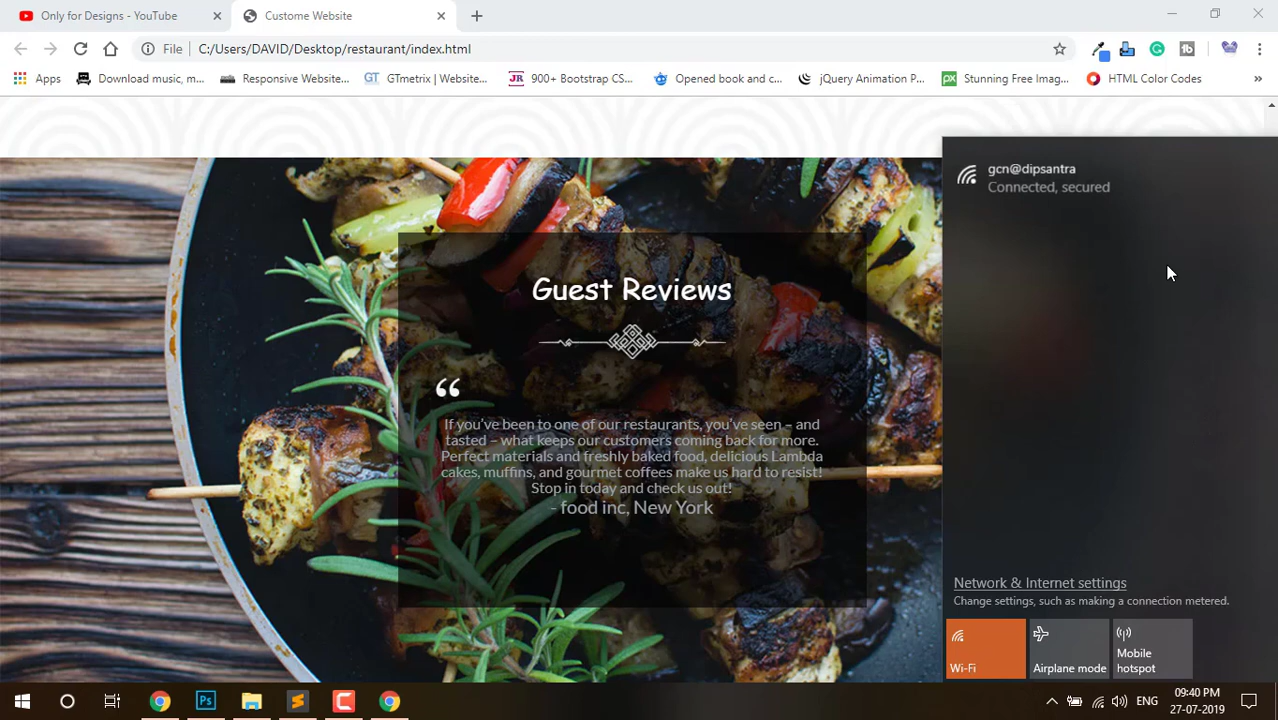 Only for Designs - YouTube
Custome Website
File
C:/Users/DAVID/Desktop/restaurant/index.html
Apps
Download music, m...
Responsive Website...
GT
GTmetrix | Website...
JR
900+ Bootstrap CS...
Opened book and c...
jQuery Animation P...
px
Stunning Free Imag...
HTML Color Codes
»
gcn@dipsantra
Connected, secured
Guest Reviews
“
If you've been to one of our restaurants, you've seen – and
tasted – what keeps our customers coming back for more.
Perfect materials and freshly baked food, delicious Lambda
cakes, muffins, and gourmet coffees make us hard to resist!
Stop in today and check us out!
- food inc, New York
Network & Internet settings
Change settings, such as making a connection metered.
Wi-Fi
Airplane mode
Mobile
hotspot
Ps
ENG
09:40 PM
27-07-2019